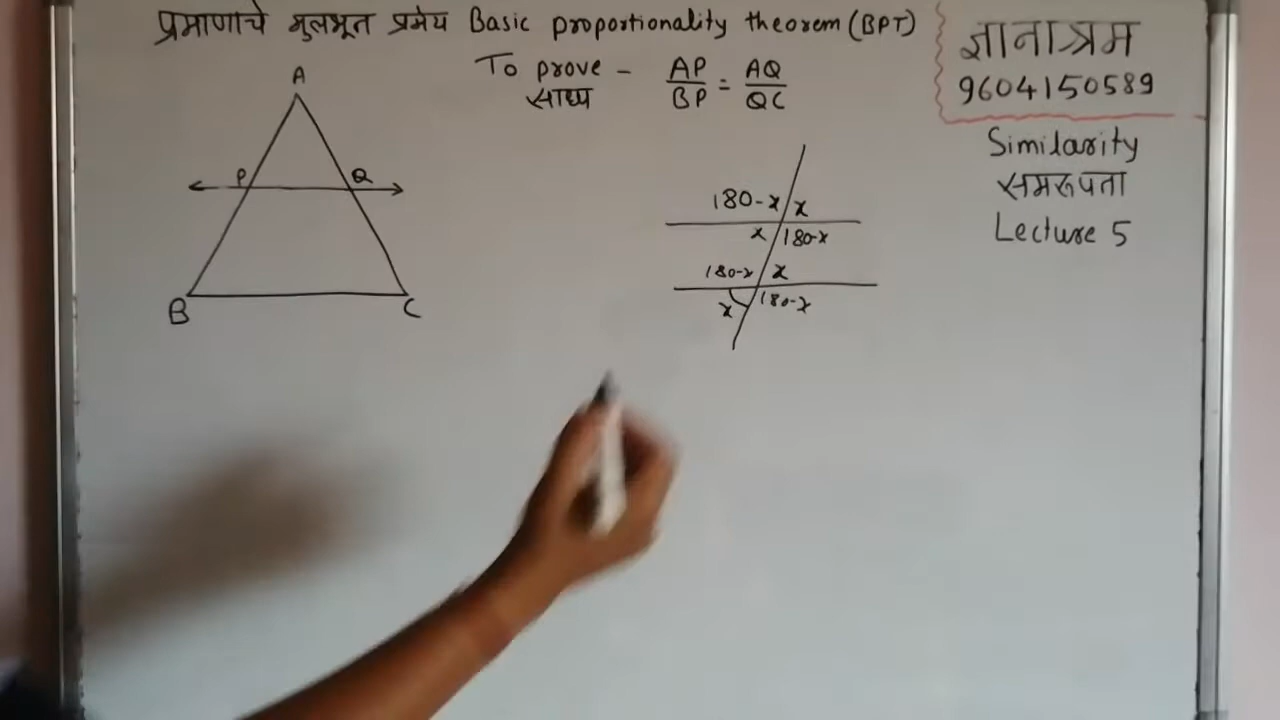 प्रमाणाचे मुलभूत प्रमेय Basic proportionality theorem (BPT)
To prove - AP/BP = AQ/QC
साध्य
ज्ञानाश्रम
9604150589
Similarity
समरूपता
Lecture 5
A
P Q
B C
180-x x
x 180-x
180-x x
x 180-x